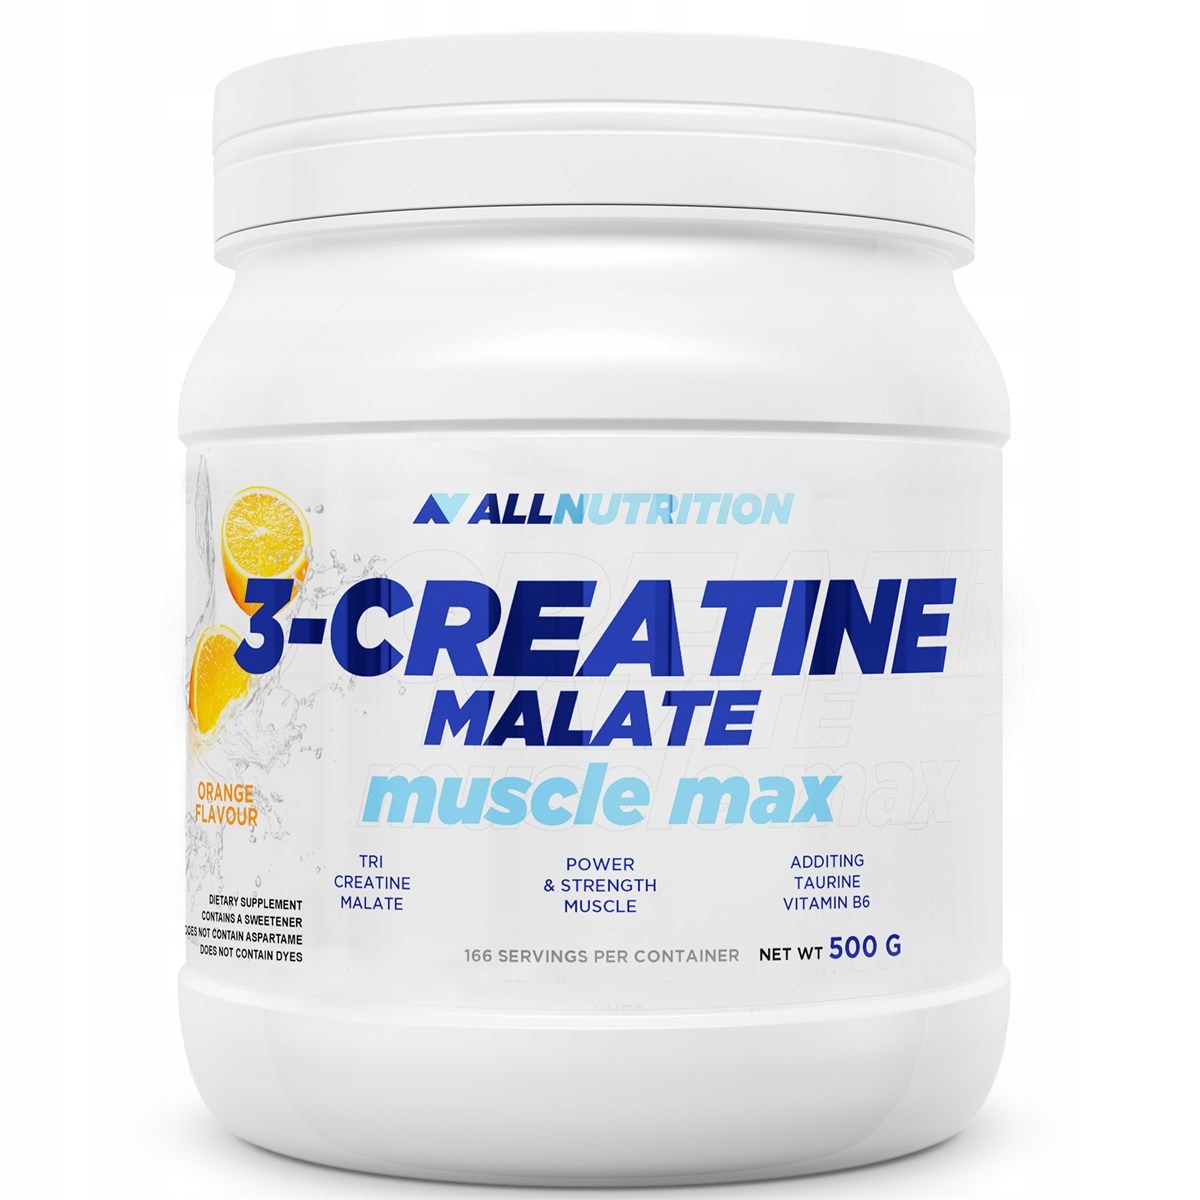 ALLNUTRITION
3-CREATINE
MALATE
muscle max
ORANGE
FLAVOUR
TRI
CREATINE
MALATE
POWER
& STRENGTH
MUSCLE
ADDITING
TAURINE
VITAMIN B6
DIETARY SUPPLEMENT
CONTAINS A SWEETENER
DOES NOT CONTAIN ASPARTAME
DOES NOT CONTAIN DYES
166 SERVINGS PER CONTAINER NET WT 500 G